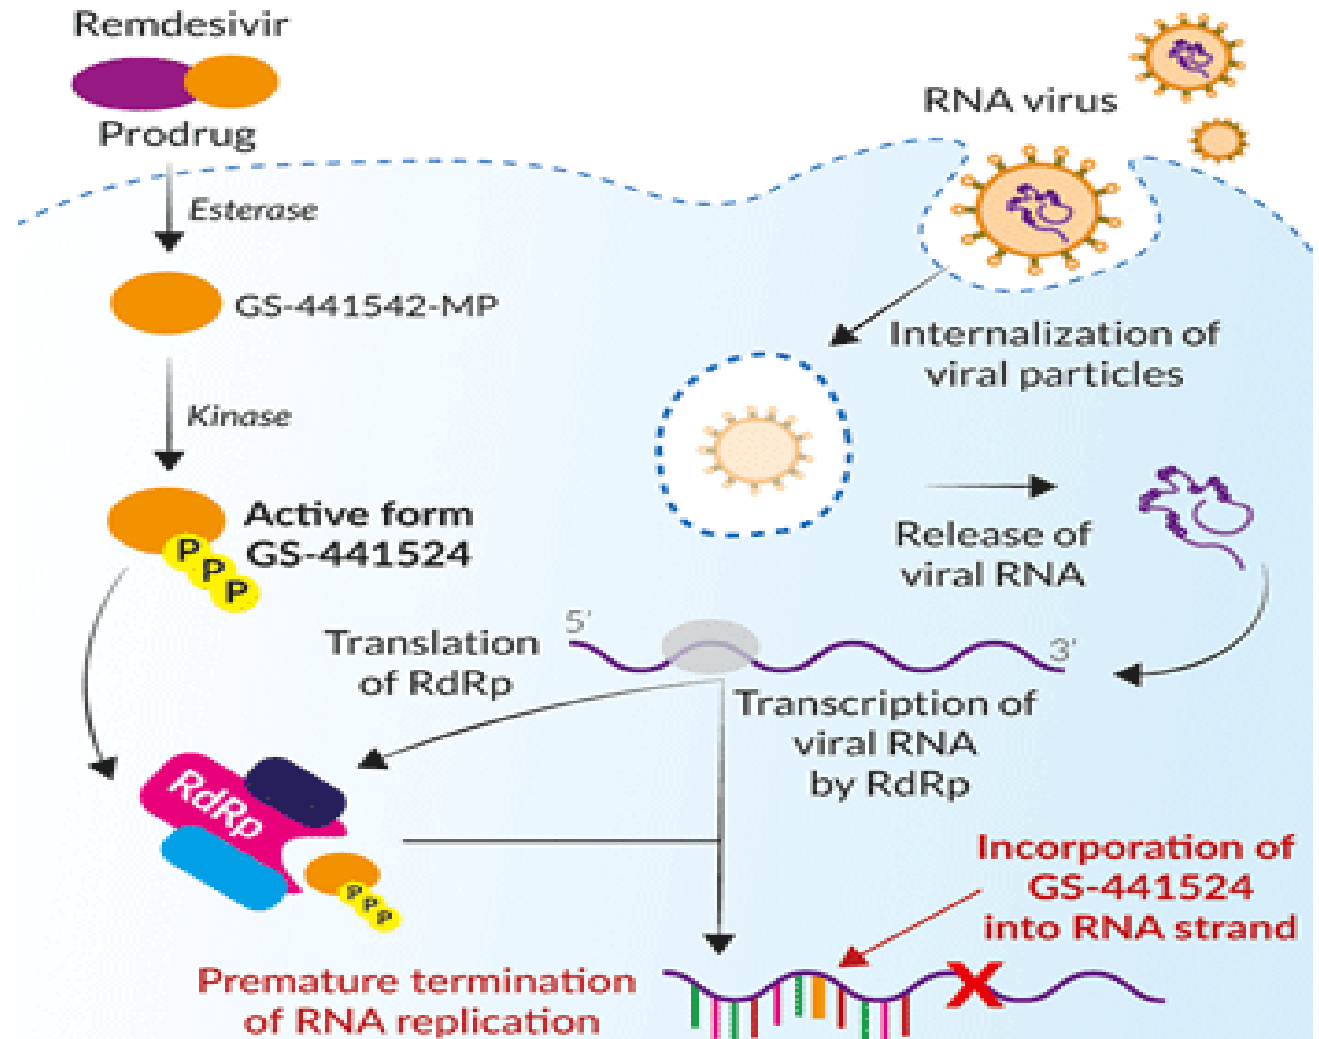 Remdesivir
Prodrug
Esterase
GS-441542-MP
Kinase
Active form
GS-441524
P
P
P
RNA virus
Internalization of
viral particles
Release of
viral RNA
5'
3'
Translation
of RdRp
Transcription of
viral RNA
by RdRp
RdRp
P
P
P
Incorporation of
GS-441524
into RNA strand
Premature termination
of RNA replication
X